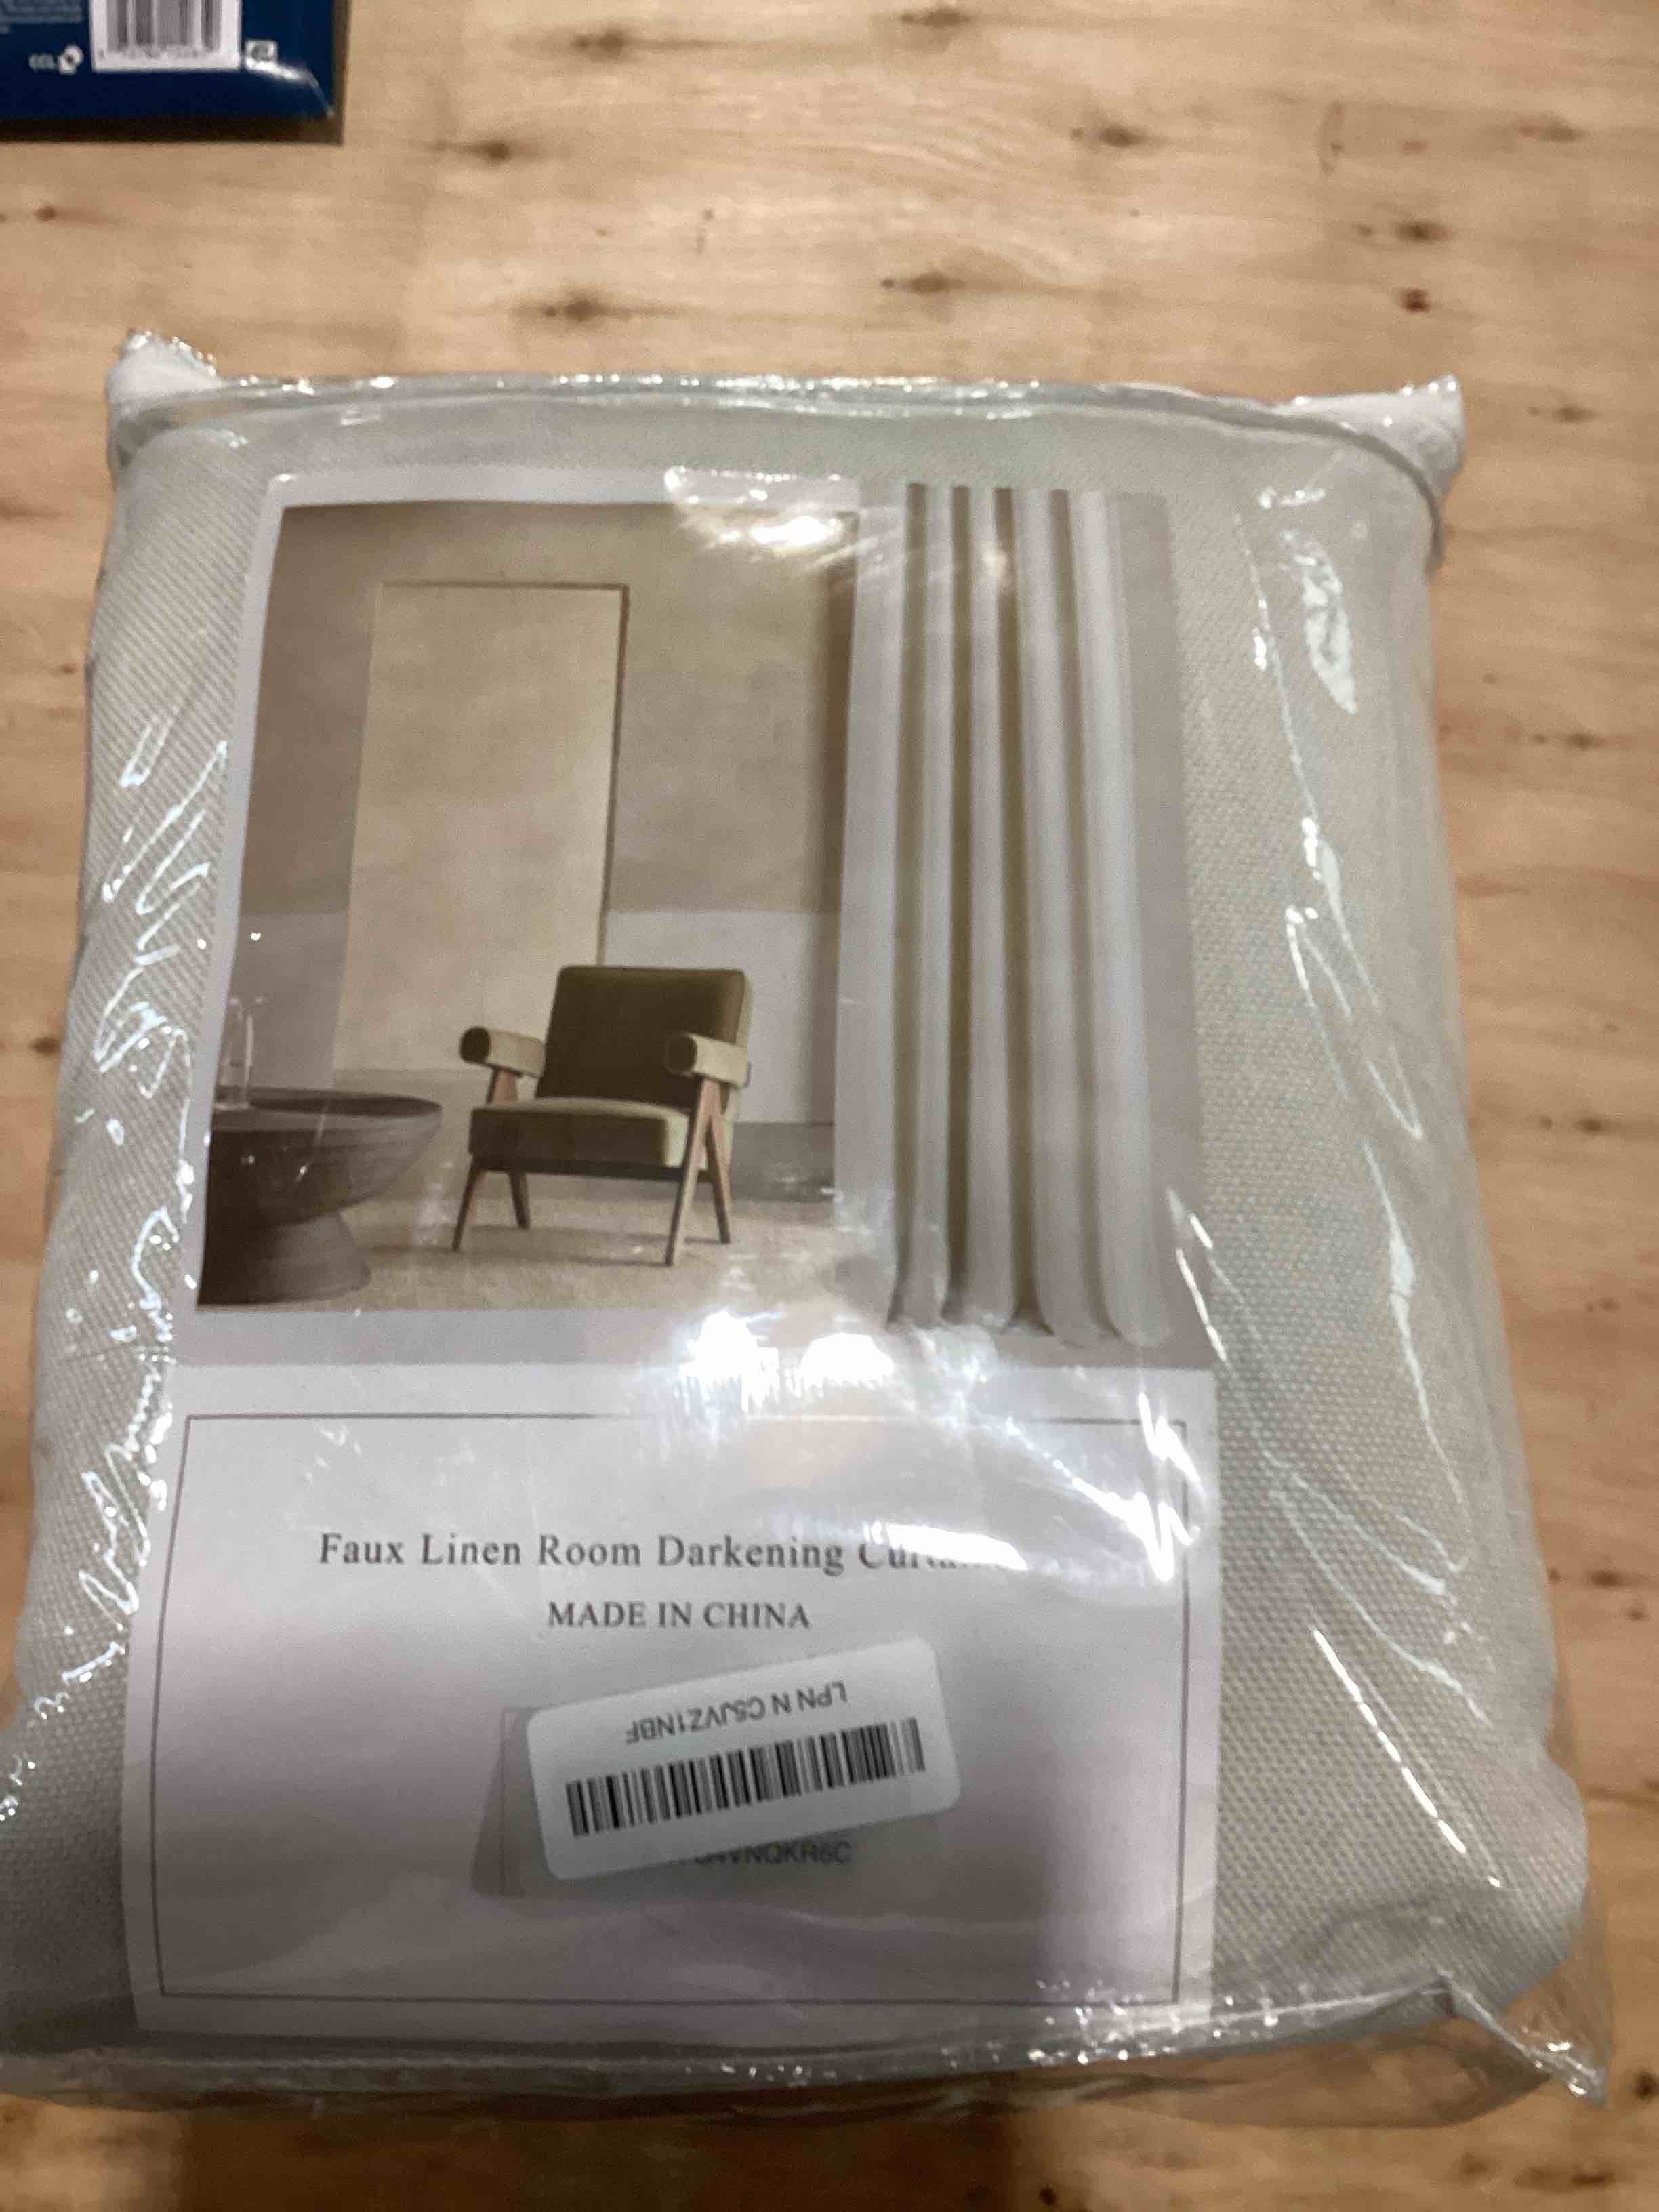 Faux Linen Room Darkening
MADE IN CHINA
LPN N C5JVZ1NBF